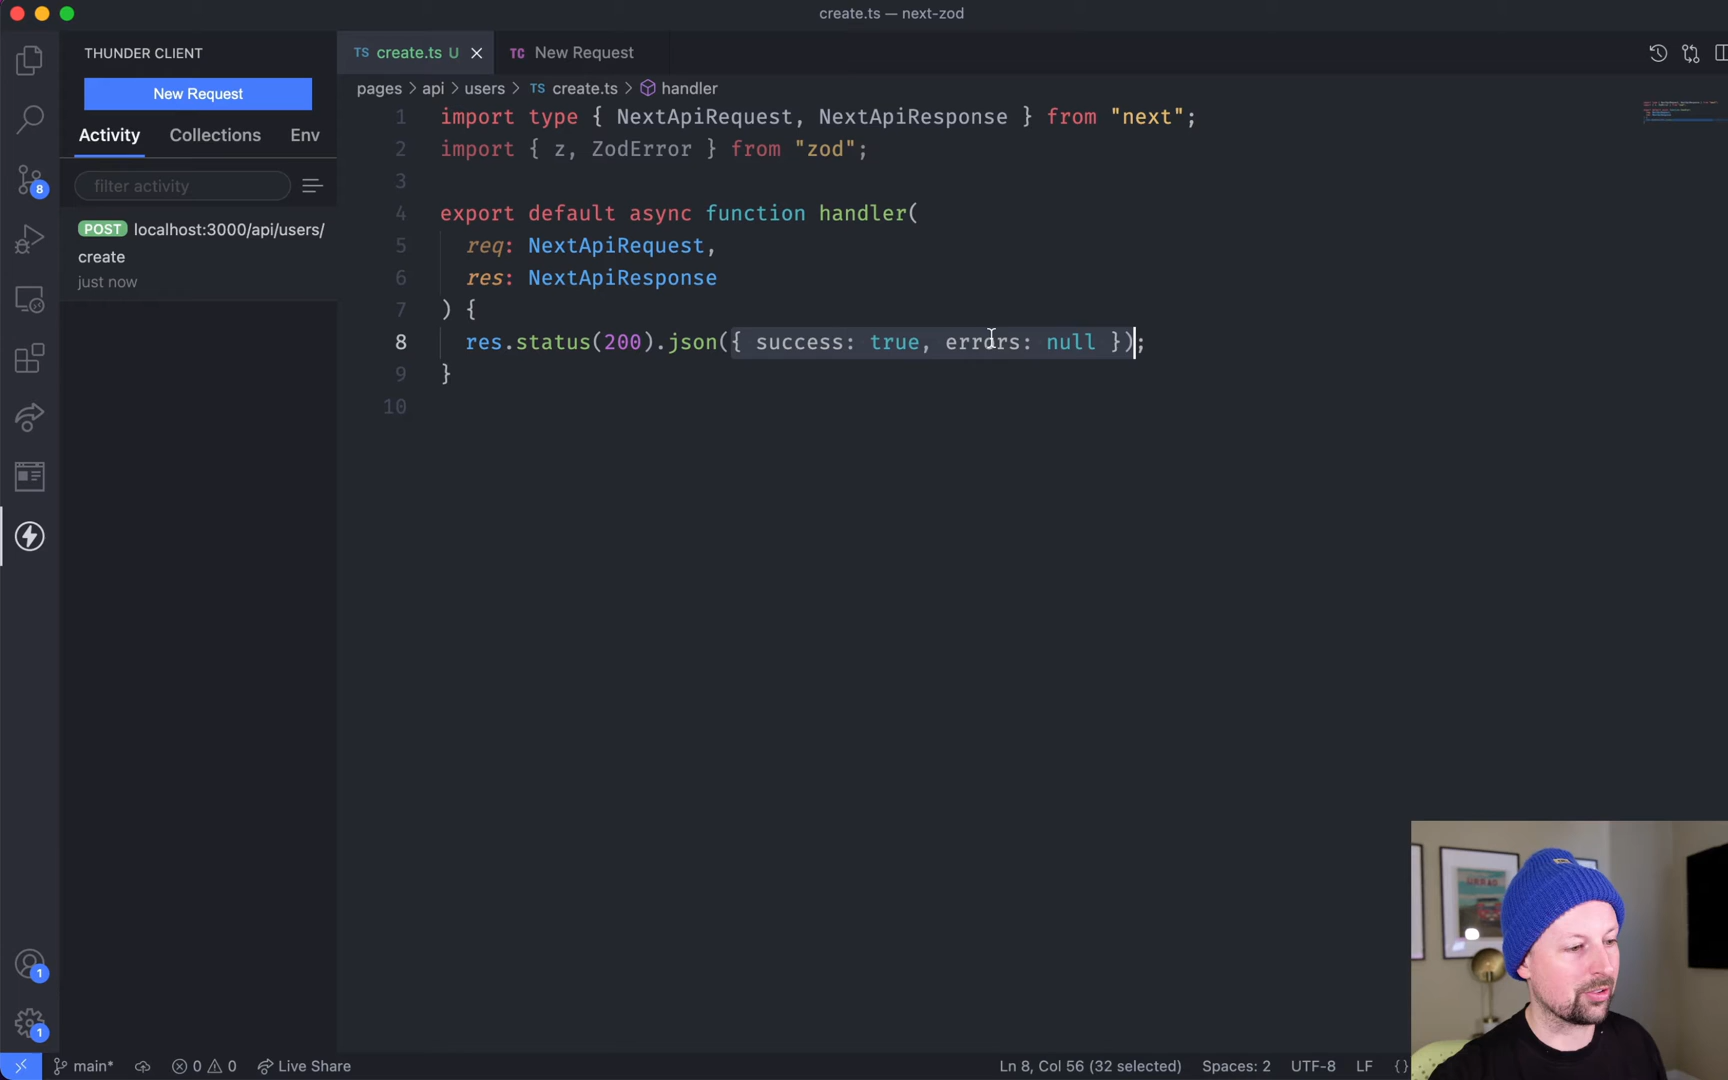 create.ts — next-zod
THUNDER CLIENT
New Request
Activity Collections Env
filter activity
POST localhost:3000/api/users/
create
just now
TS create.ts U
TC New Request
pages > api > users > TS create.ts > handler
1 import type { NextApiRequest, NextApiResponse } from "next";
2 import { z, ZodError } from "zod";
3
4 export default async function handler(
5 req: NextApiRequest,
6 res: NextApiResponse
7 ) {
8 res.status(200).json({ success: true, errors: null });
9 }
10
8
1
1
main* 0 0 Live Share
Ln 8, Col 56 (32 selected) Spaces: 2 UTF-8 LF {}